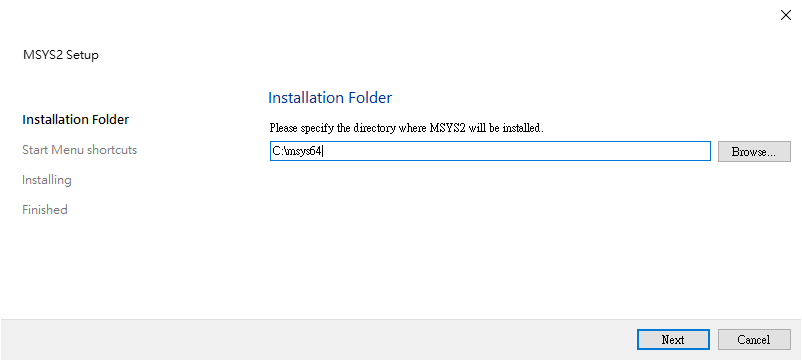 MSYS2 Setup
Installation Folder
Start Menu shortcuts
Installing
Finished
Installation Folder
Please specify the directory where MSYS2 will be installed.
C:\msys64
Browse...
Next
Cancel